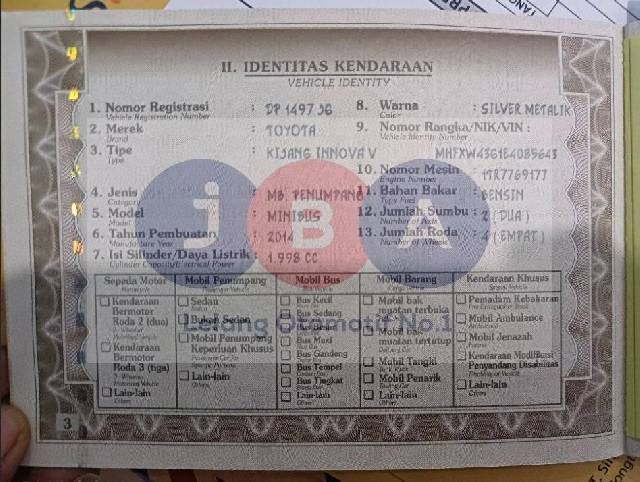 II. IDENTITAS KENDARAAN
VEHICLE IDENTITY
1. Nomor Registrasi : DP 1497 JG
Vehicle Registration Number
2. Merek : TOYOTA
Brand
3. Tipe : KIJANG INNOVA V
Type
4. Jenis : MB. PENUMPANG
Category
5. Model : MINIBUS
Model
6. Tahun Pembuatan : 2014
Manufacture Year
7. Isi Silinder/Daya Listrik : 1.998 CC
Cylinder Capacity/Electrical Power
8. Warna : SILVER METALIK
Color
9. Nomor Rangka/NIK/VIN :
Vehicle Identity Number
MHFXW43G1E4085643
10. Nomor Mesin : 1TR7769177
Engine Number
11. Bahan Bakar : BENSIN
Type Fuel
12. Jumlah Sumbu : 2 (DUA)
Number of Axis
13. Jumlah Roda : 4 (EMPAT)
Number of Wheels
jBA
Lelang Otomotif No.1
Sepeda Motor
Motorcycle
Kendaraan
Bermotor
Roda 2 (dua)
Kendaraan
Bermotor
Roda 3 (tiga)
Lain-lain
Others
Mobil Penumpang
Passenger Vehicle
Sedan
Bukan Sedan
Mobil Penumpang
Keperluan Khusus
Lain-lain
Others
Mobil Bus
Bus Kecil
Bus Sedang
Bus Maxi
Bus Gandeng
Bus Tempel
Bus Tingkat
Lain-lain
Mobil Barang
Mobil bak
muatan terbuka
Mobil bak
muatan tertutup
Mobil Tangki
Mobil Penarik
Lain-lain
Others
Kendaraan Khusus
Special Vehicle
Pemadam Kebakaran
Mobil Ambulance
Mobil Jenazah
Kendaraan Modifikasi
Penyandang Disabilitas
Lain-lain
Others
3